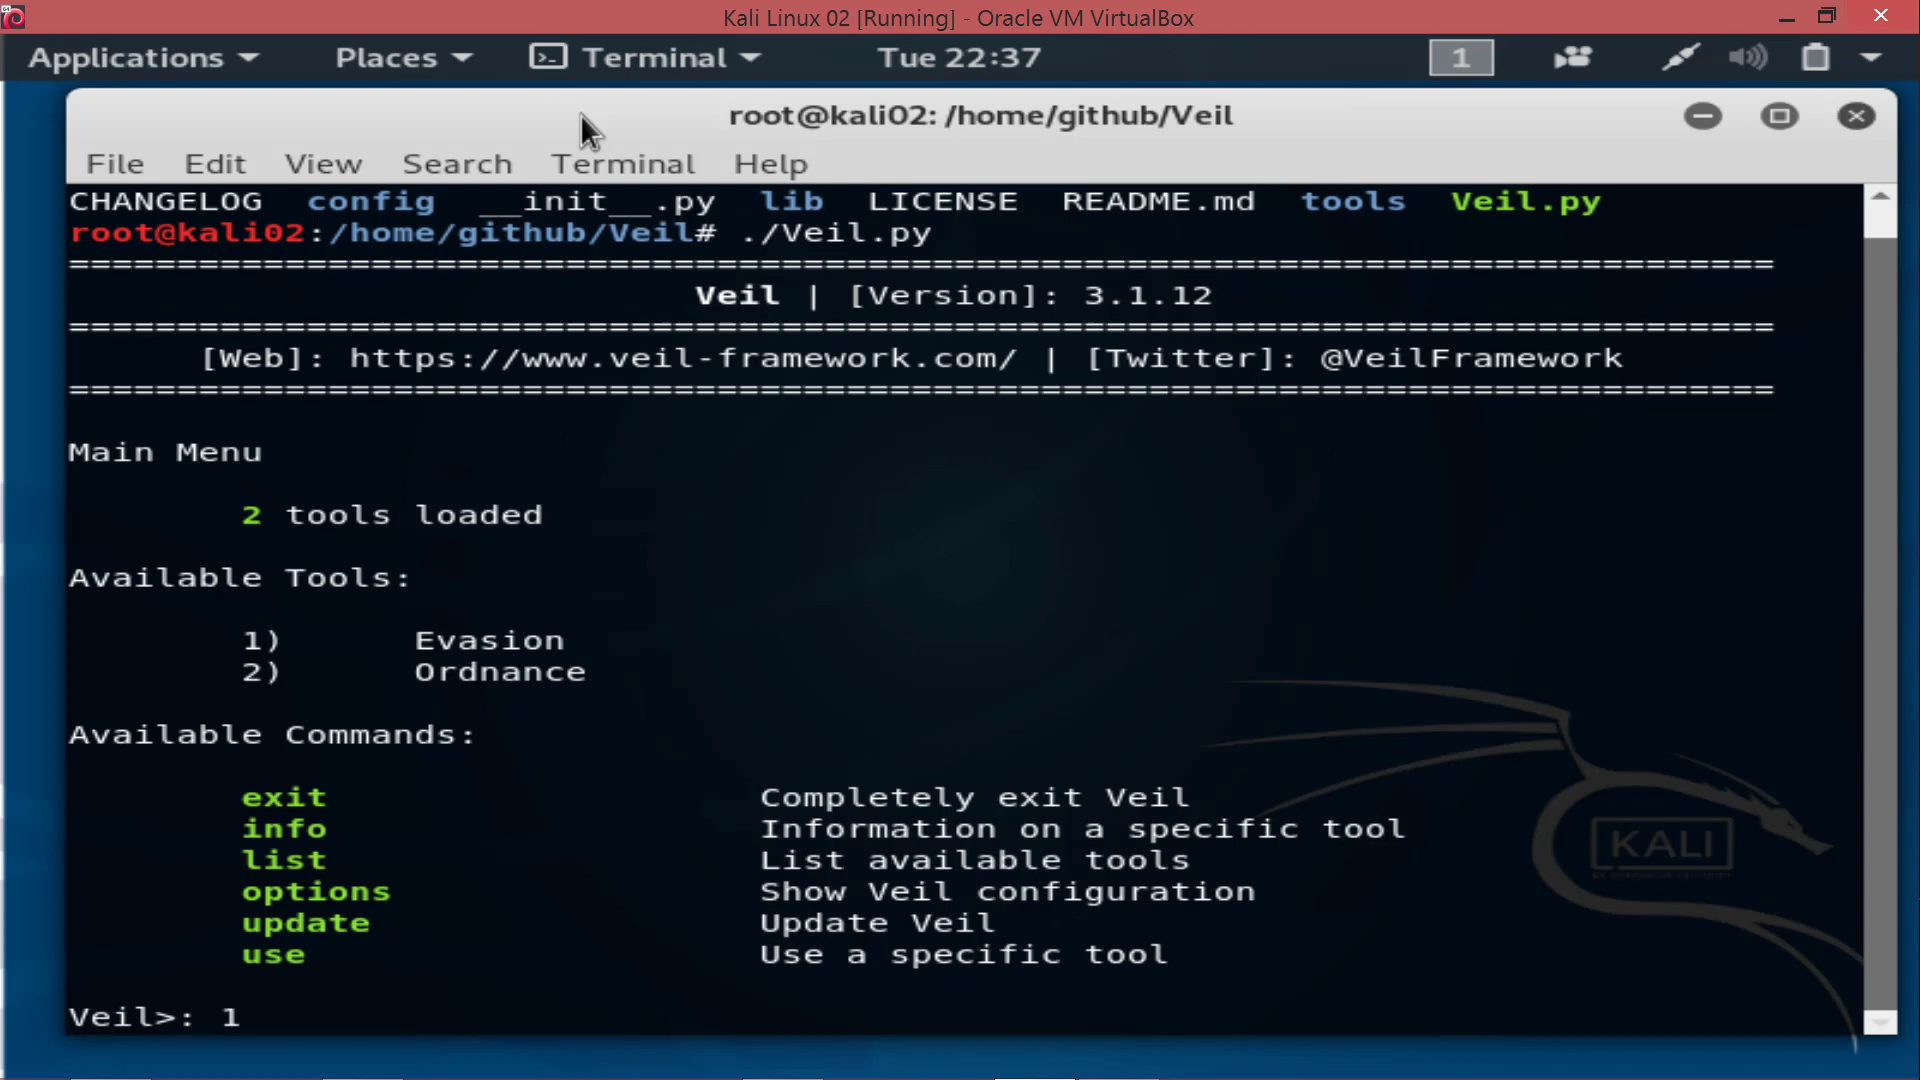 Kali Linux 02 [Running] - Oracle VM VirtualBox
Applications Places Terminal Tue 22:37 1
root@kali02: /home/github/Veil
File Edit View Search Terminal Help
CHANGELOG config __init__.py lib LICENSE README.md tools Veil.py
root@kali02:/home/github/Veil# ./Veil.py
===============================================================================
Veil | [Version]: 3.1.12
===============================================================================
[Web]: https://www.veil-framework.com/ | [Twitter]: @VeilFramework
===============================================================================
Main Menu
2 tools loaded
Available Tools:
1) Evasion
2) Ordnance
Available Commands:
exit Completely exit Veil
info Information on a specific tool
list List available tools
options Show Veil configuration
update Update Veil
use Use a specific tool
Veil>: 1
KALI